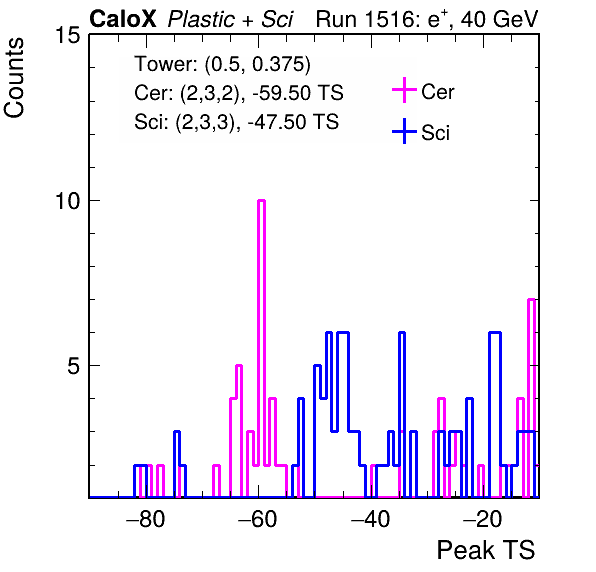 CaloX Plastic + Sci Run 1516: e⁺, 40 GeV
Counts
15
10
5
Tower: (0.5, 0.375)
Cer: (2,3,2), -59.50 TS
Sci: (2,3,3), -47.50 TS
Cer
Sci
−80 −60 −40 −20
Peak TS